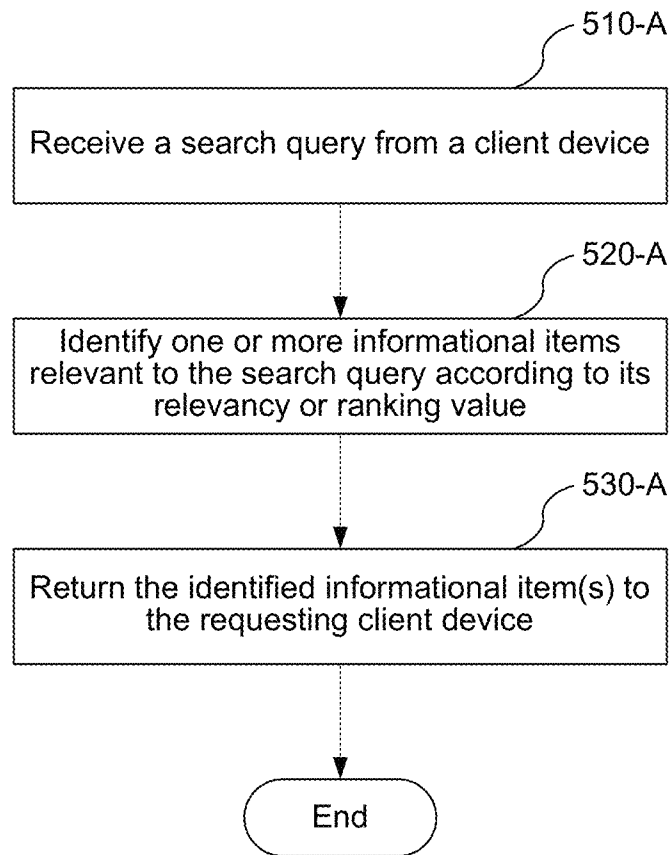 510-A
Receive a search query from a client device
520-A
Identify one or more informational items
relevant to the search query according to its
relevancy or ranking value
530-A
Return the identified informational item(s) to
the requesting client device
End